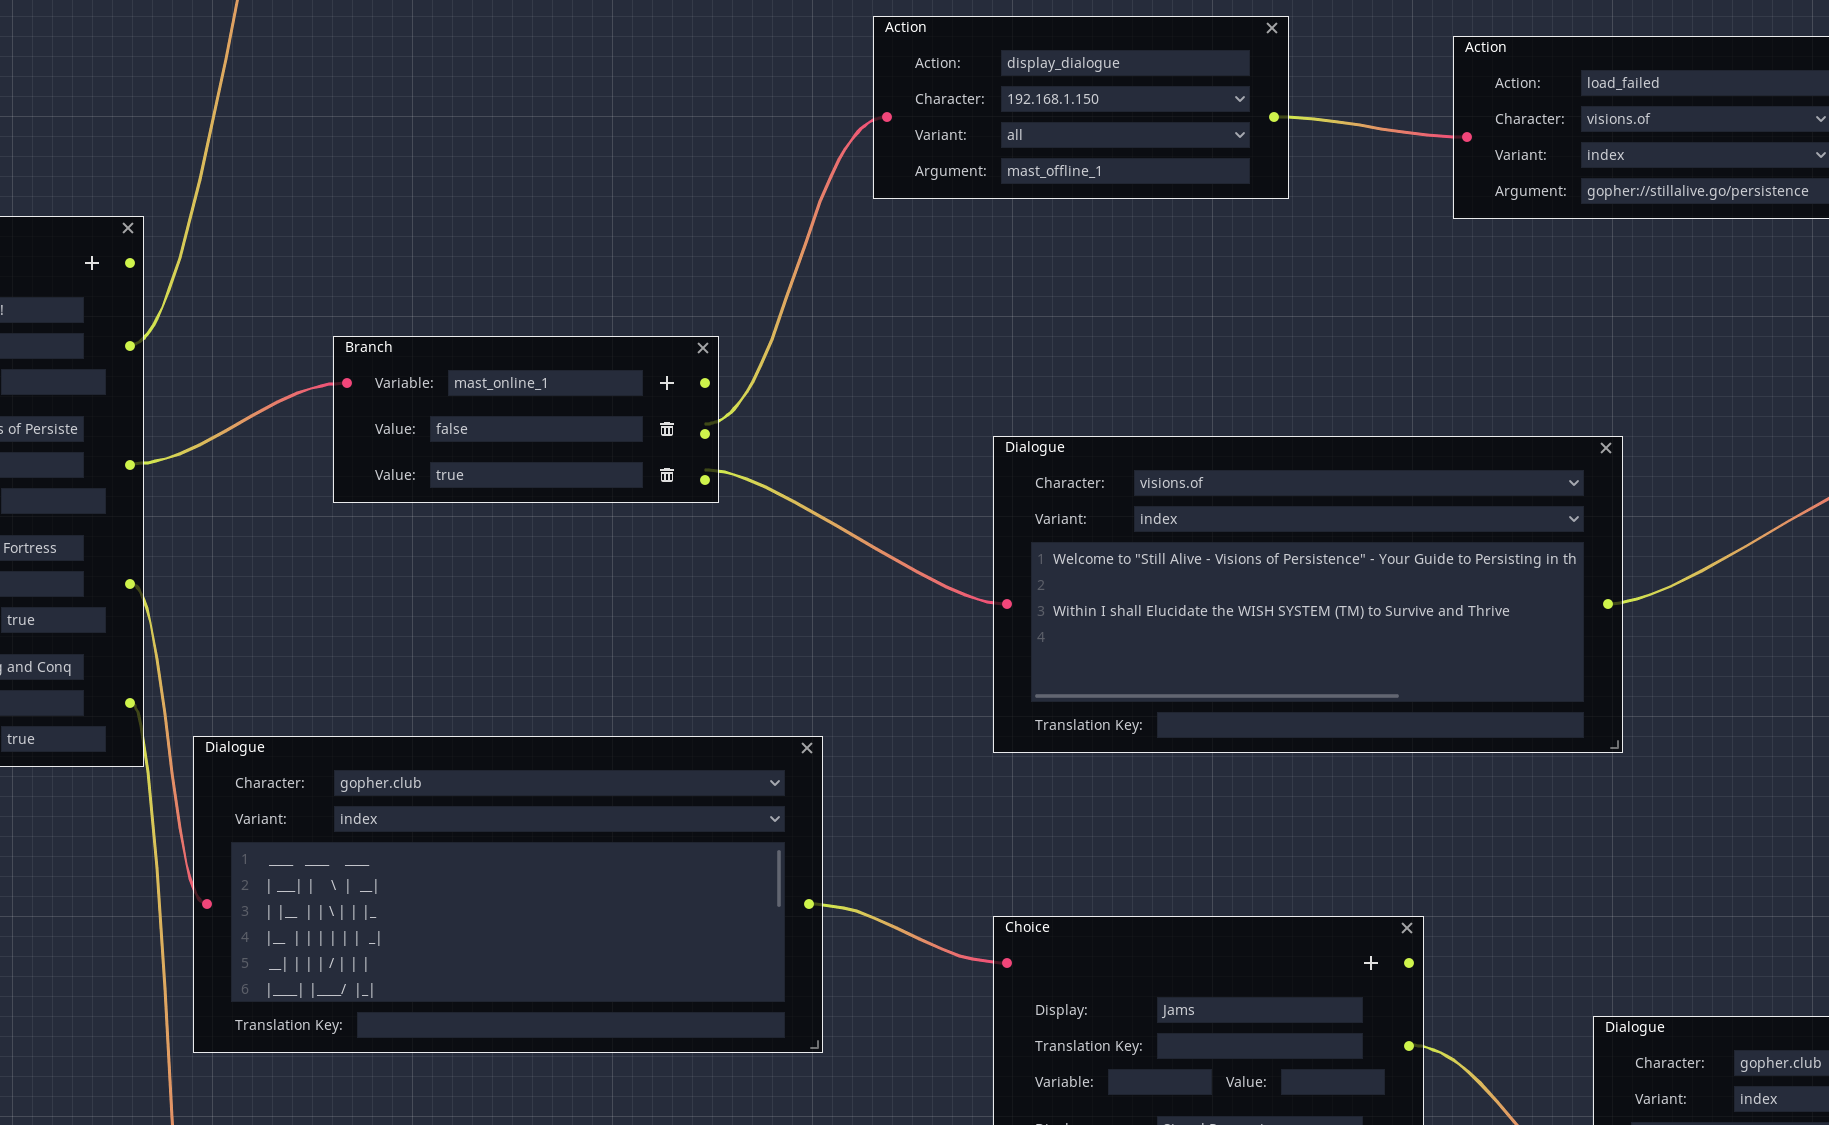 Action
Action: display_dialogue
Character: 192.168.1.150
Variant: all
Argument: mast_offline_1
Action
Action: load_failed
Character: visions.of
Variant: index
Argument: gopher://stillalive.go/persistence
!
s of Persiste
Fortress
true
g and Conq
true
Branch
Variable: mast_online_1
Value: false
Value: true
Dialogue
Character: visions.of
Variant: index
1 Welcome to "Still Alive - Visions of Persistence" - Your Guide to Persisting in th
2
3 Within I shall Elucidate the WISH SYSTEM (TM) to Survive and Thrive
4
Translation Key:
Dialogue
Character: gopher.club
Variant: index
1 ___ ___ ___
2 | ___| | \ | __|
3 | |__ | | \ | | |_
4 |__ | | | | | | _|
5 __| | | | / | | |
6 |____| |____/ |_|
Translation Key:
Choice
Display: Jams
Translation Key:
Variable: Value:
Dialogue
Character: gopher.club
Variant: index